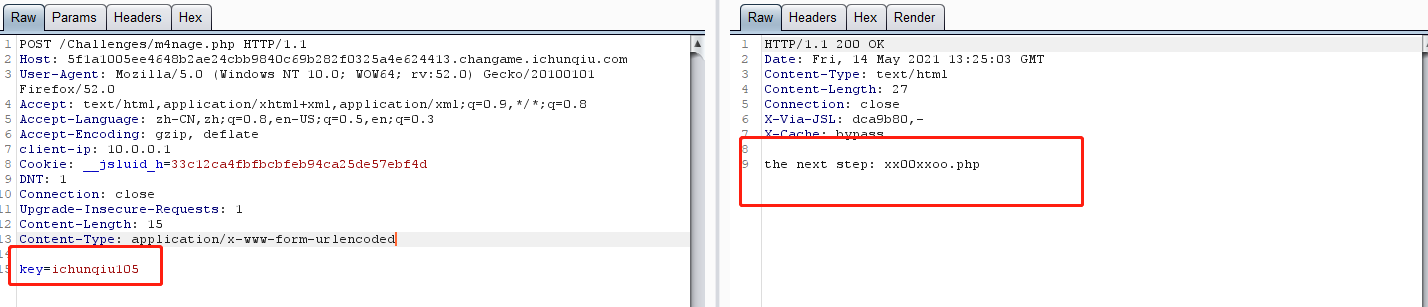 Raw Params Headers Hex
1 POST /Challenges/m4nage.php HTTP/1.1
2 Host: 5f1a1005ee4648b2ae24cbb9840c69b282f0325a4e624413.changame.ichunqiu.com
3 User-Agent: Mozilla/5.0 (Windows NT 10.0; WOW64; rv:52.0) Gecko/20100101
Firefox/52.0
4 Accept: text/html,application/xhtml+xml,application/xml;q=0.9,*/*;q=0.8
5 Accept-Language: zh-CN,zh;q=0.8,en-US;q=0.5,en;q=0.3
6 Accept-Encoding: gzip, deflate
7 client-ip: 10.0.0.1
8 Cookie: __jsluid_h=33c12ca4fbfbcbfeb94ca25de57ebf4d
9 DNT: 1
10 Connection: close
11 Upgrade-Insecure-Requests: 1
12 Content-Length: 15
13 Content-Type: application/x-www-form-urlencoded
14
15 key=ichunqiu105
Raw Headers Hex Render
1 HTTP/1.1 200 OK
2 Date: Fri, 14 May 2021 13:25:03 GMT
3 Content-Type: text/html
4 Content-Length: 27
5 Connection: close
6 X-Via-JSL: dca9b80,-
7 X-Cache: bypass
8
9 the next step: xx00xxoo.php